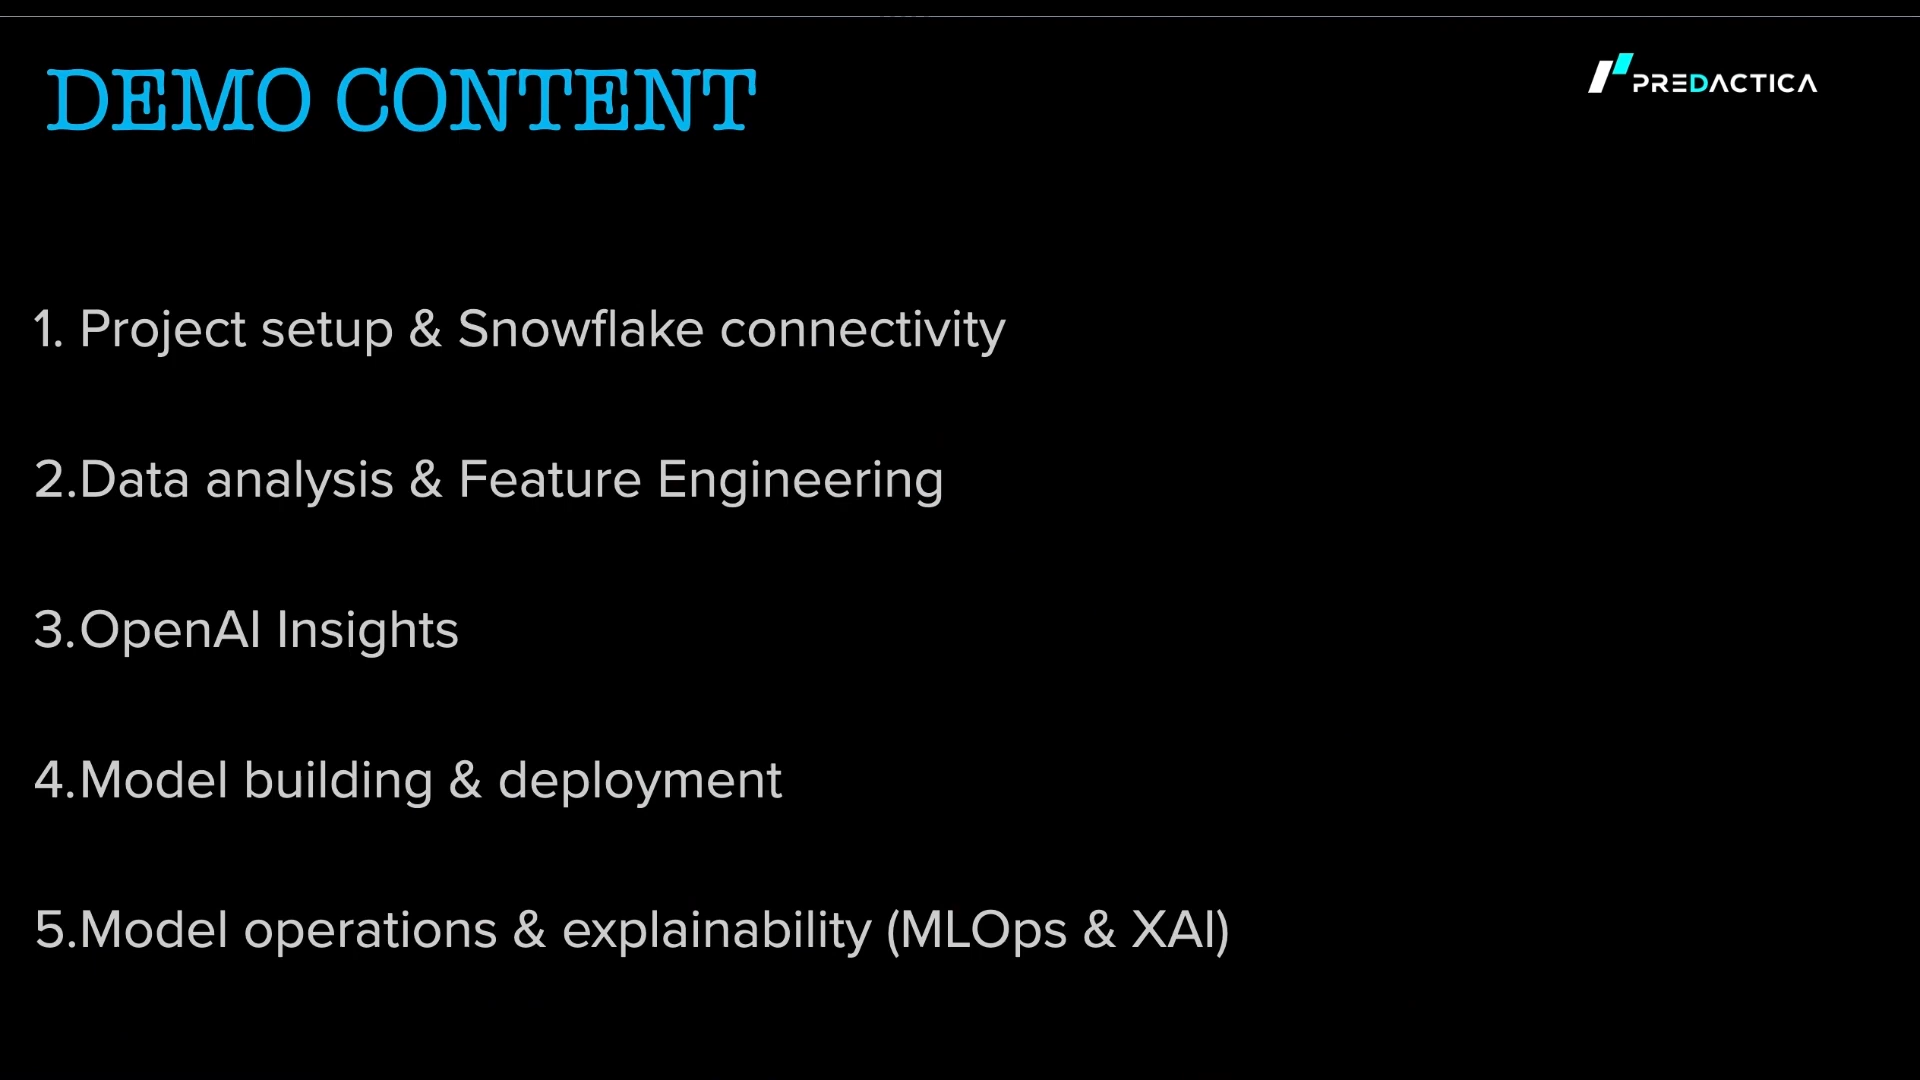 DEMO CONTENT
PREDACTICA
1. Project setup & Snowflake connectivity
2.Data analysis & Feature Engineering
3.OpenAI Insights
4.Model building & deployment
5.Model operations & explainability (MLOps & XAI)